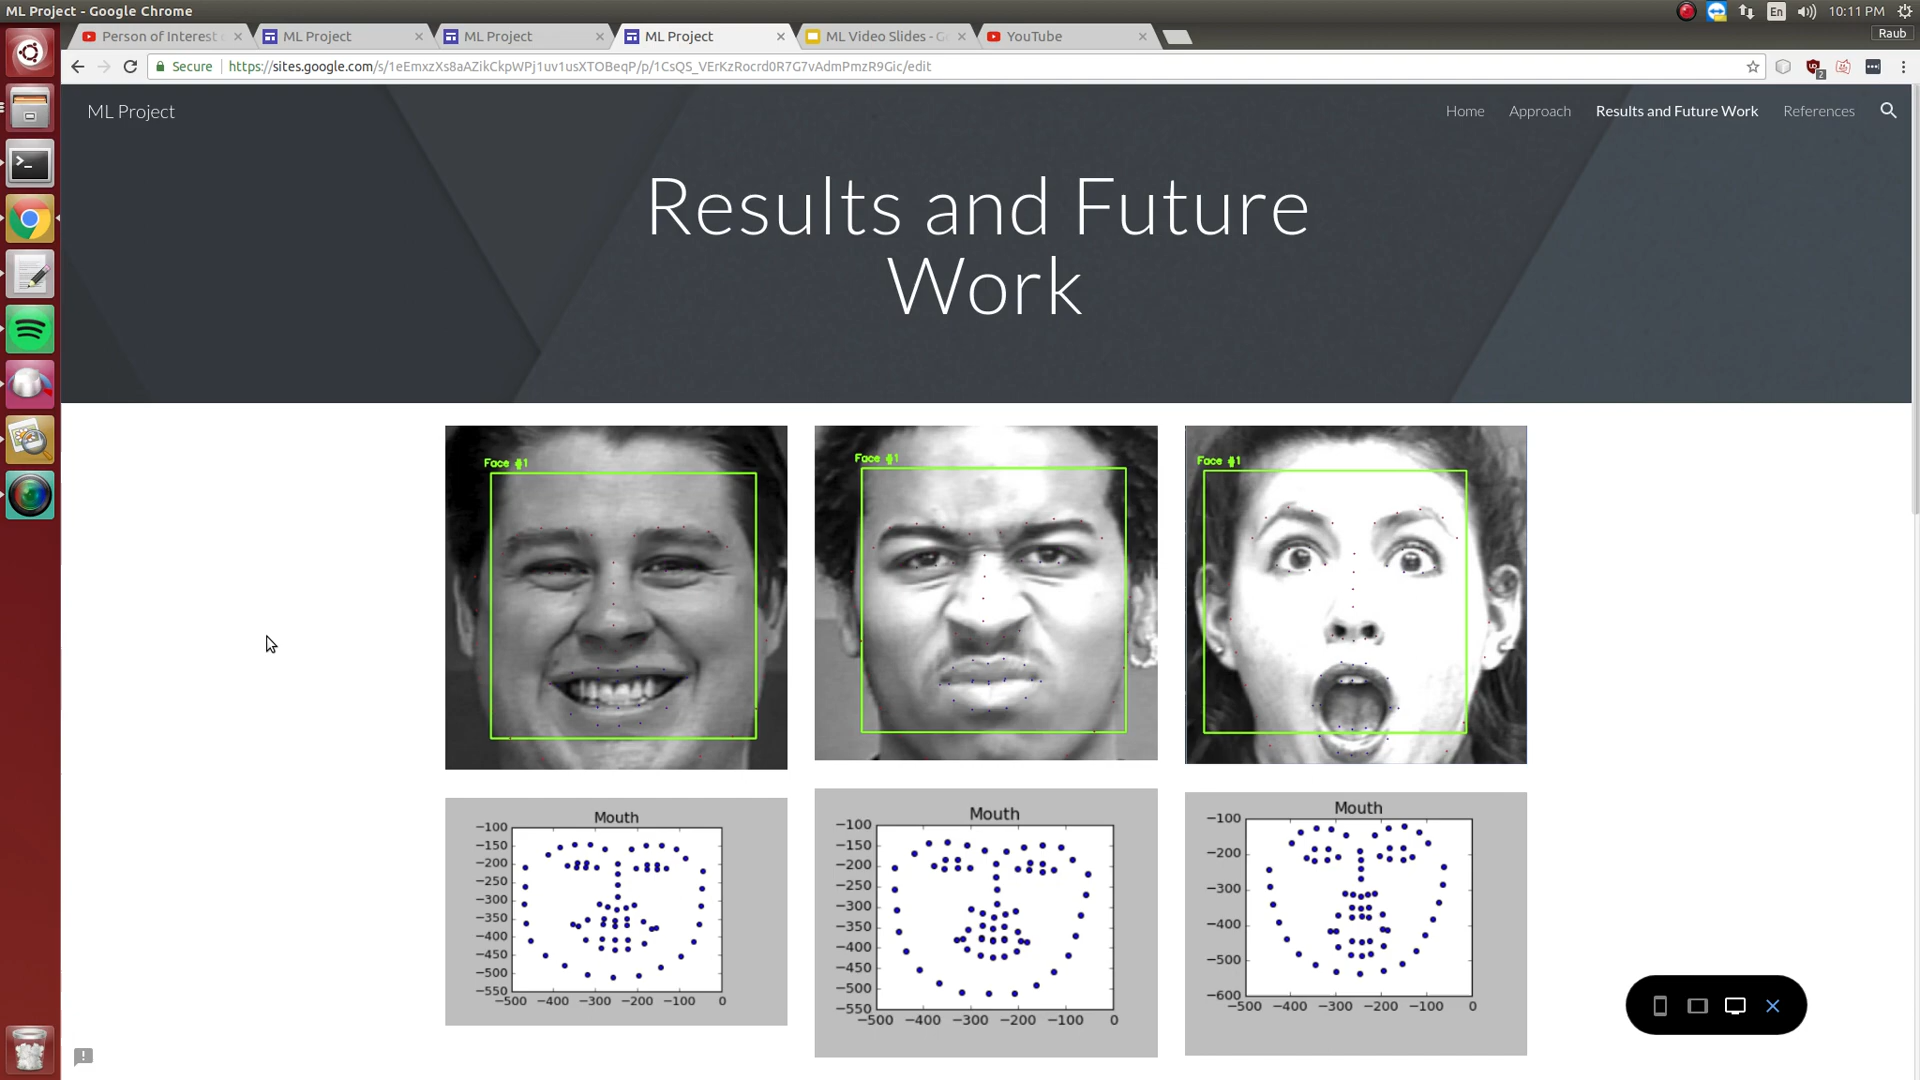 ML Project - Google Chrome
En
10:11 PM
Person of Interest
ML Project
ML Project
ML Project
ML Video Slides - G
YouTube
Raub
Secure
https://sites.google.com/s/1eEmxzXs8aAZikCkpWPj1uv1usXTOBeqP/p/1CsQS_VErKzRocrd0R7G7vAdmPmzR9Gic/edit
2
ML Project
Home
Approach
Results and Future Work
References
Results and Future
Work
Face #1
Face #1
Face #1
Mouth
−100
−150
−200
−250
−300
−350
−400
−450
−500
−550
−500 −400 −300 −200 −100 0
Mouth
−100
−150
−200
−250
−300
−350
−400
−450
−500
−550
−500 −400 −300 −200 −100 0
Mouth
−100
−200
−300
−400
−500
−600
−500 −400 −300 −200 −100 0